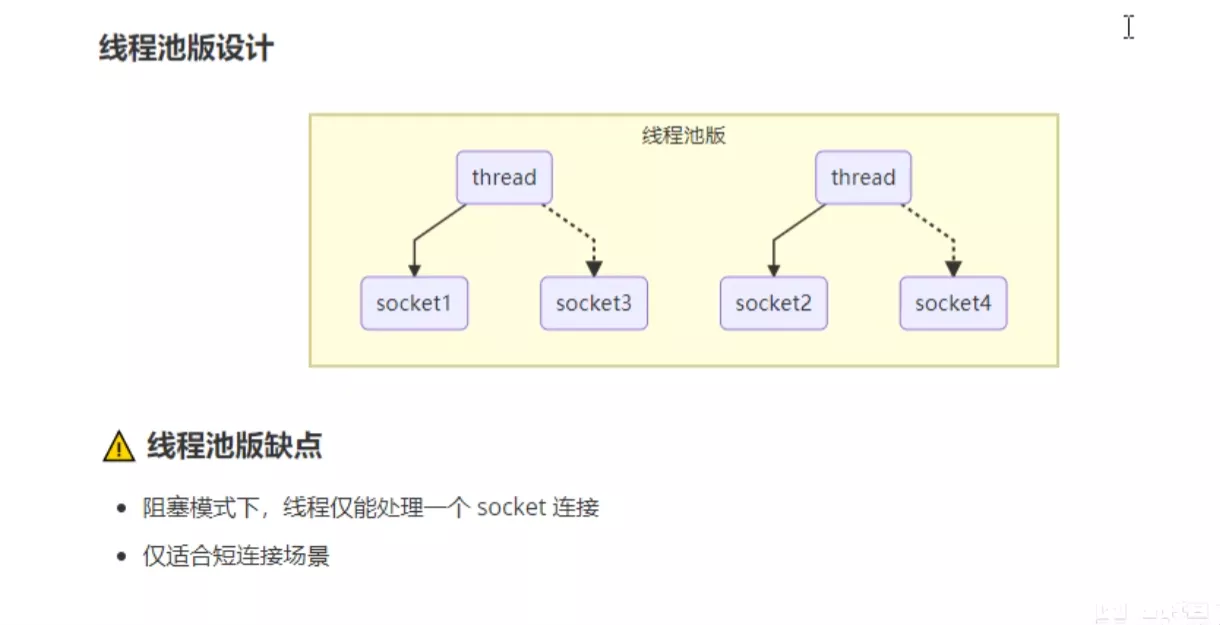 线程池版设计
线程池版
thread thread
socket1 socket3 socket2 socket4
线程池版缺点
阻塞模式下，线程仅能处理一个 socket 连接
仅适合短连接场景